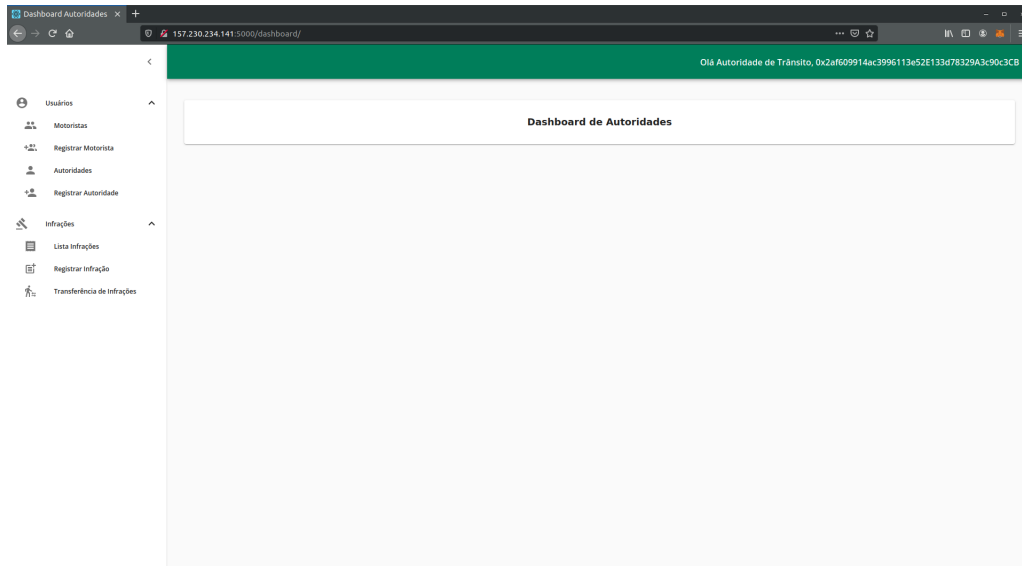 Dashboard Autoridades
157.230.234.141:5000/dashboard/
Olá Autoridade de Trânsito, 0x2af609914ac3996113e52E133d78329A3c90c3CB
Usuários
Motoristas
Registrar Motorista
Autoridades
Registrar Autoridade
Infrações
Lista Infrações
Registrar Infração
Transferência de Infrações
Dashboard de Autoridades